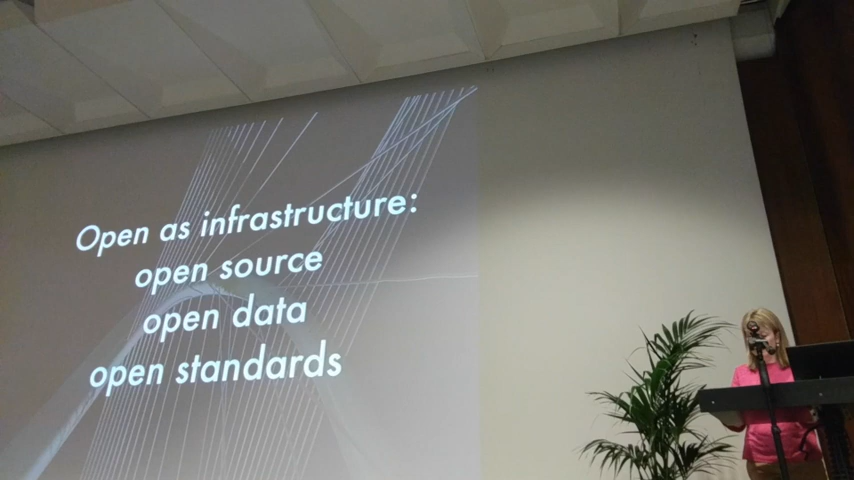 Open as infrastructure:
open source
open data
open standards